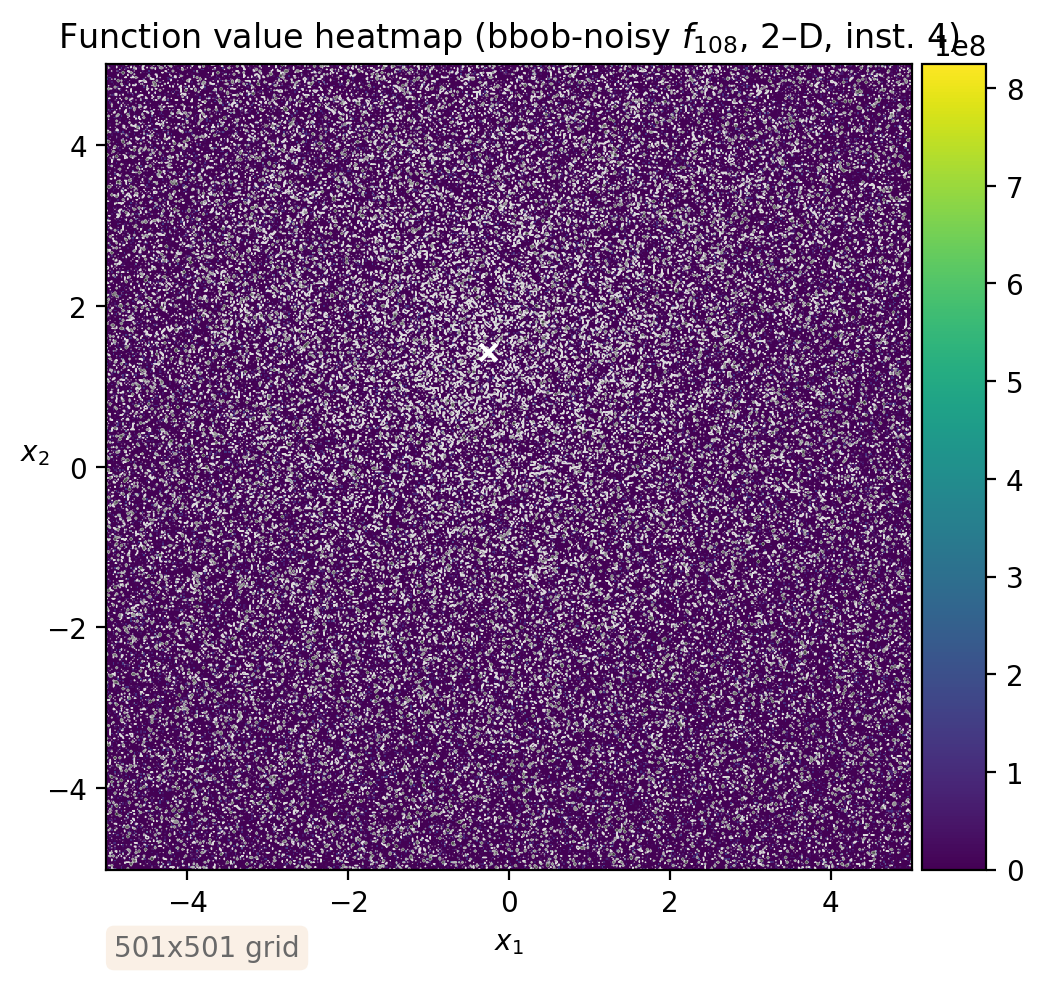 Function value heatmap (bbob-noisy f108, 2–D, inst. 4)
1e8
8
7
6
5
4
3
2
1
0
4
2
0
−2
−4
x2
−4 −2 0 2 4
x1
501x501 grid